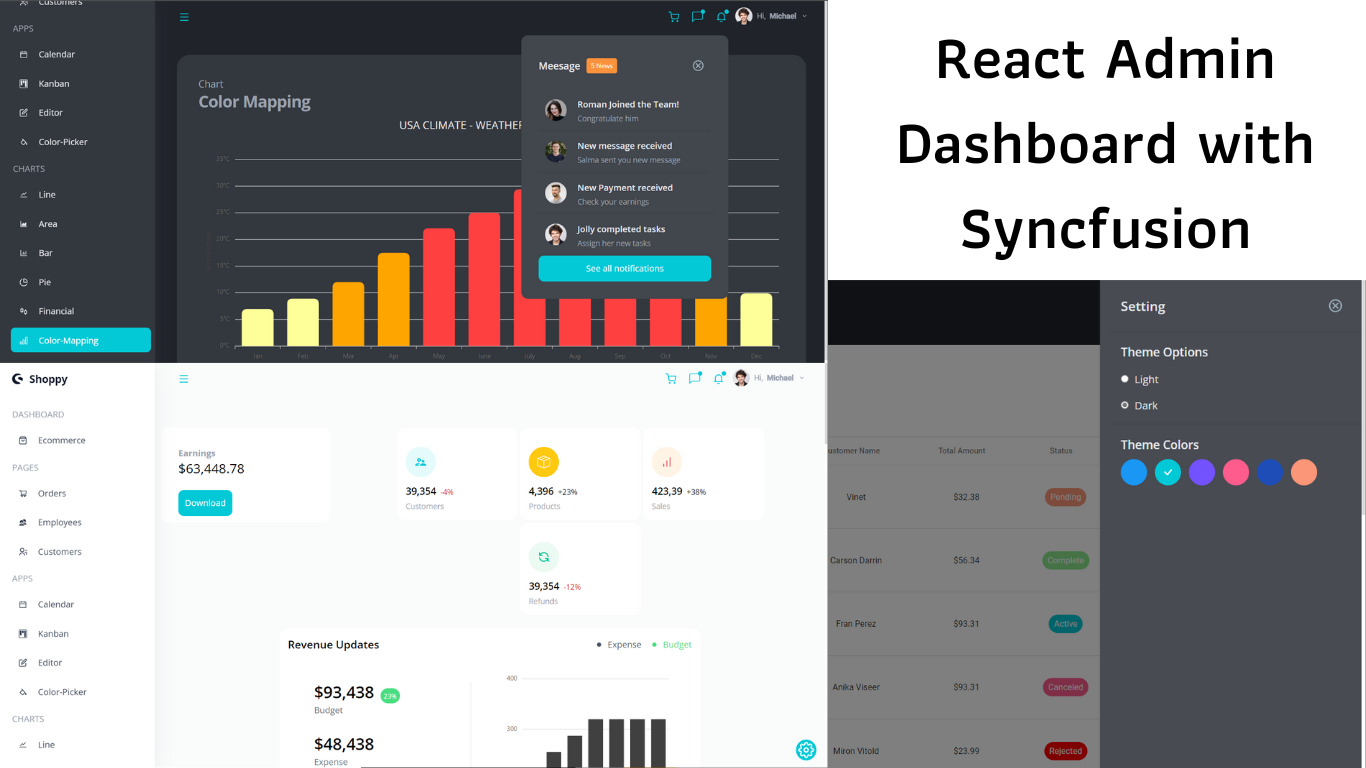 Customers
APPS
Calendar
Kanban
Editor
Color-Picker
CHARTS
Line
Area
Bar
Pie
Financial
Color-Mapping
Hi, Michael
Chart
Color Mapping
USA CLIMATE - WEATHER
35°C
30°C
25°C
20°C
15°C
10°C
5°C
0°C
Jan Feb Mar Apr May June July Aug Sep Oct Nov Dec
Meesage 5 News
Roman Joined the Team!
Congratulate him
New message received
Salma sent you new message
New Payment received
Check your earnings
Jolly completed tasks
Assign her new tasks
See all notifications
React Admin
Dashboard with
Syncfusion
Shoppy
DASHBOARD
Ecommerce
PAGES
Orders
Employees
Customers
APPS
Calendar
Kanban
Editor
Color-Picker
CHARTS
Line
Hi, Michael
Earnings
$63,448.78
Download
39,354 -4%
Customers
4,396 +23%
Products
423,39 +38%
Sales
39,354 -12%
Refunds
Revenue Updates
Expense Budget
$93,438 23%
Budget
$48,438
Expense
400
300
ustomer Name Total Amount Status
Vinet $32.38 Pending
Carson Darrin $56.34 Complete
Fran Perez $93.31 Active
Anika Viseer $93.31 Canceled
Miron Vitold $23.99 Rejected
Setting
Theme Options
Light
Dark
Theme Colors